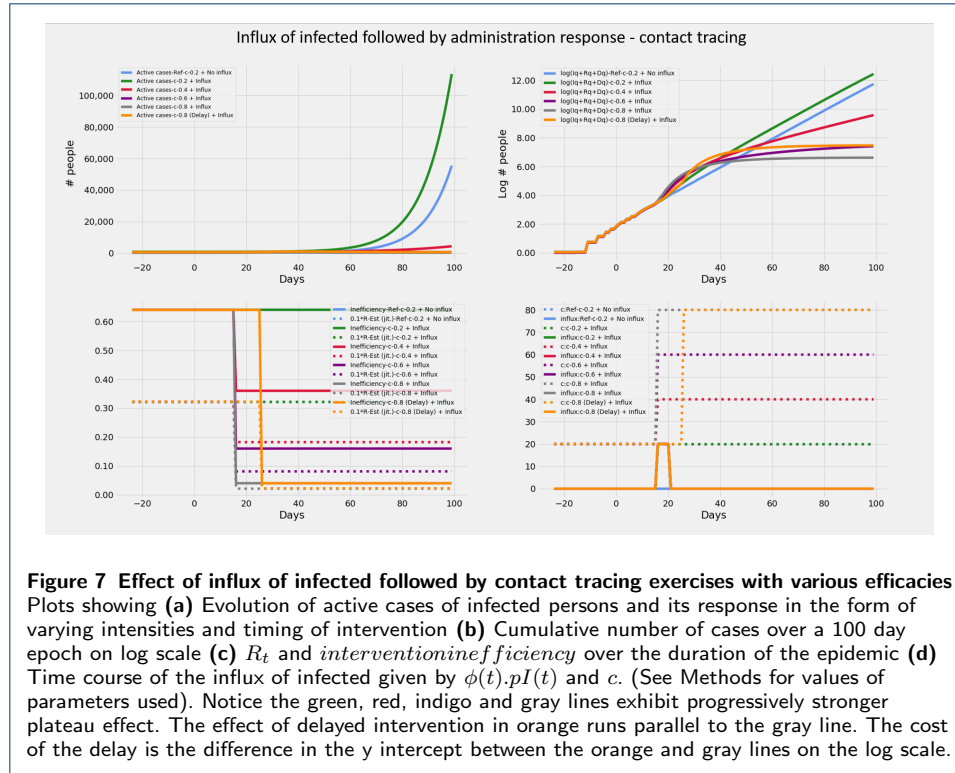 Influx of infected followed by administration response - contact tracing
Active cases-Ref-c-0.2 + No influx
Active cases-c-0.2 + Influx
Active cases-c-0.4 + Influx
Active cases-c-0.6 + Influx
Active cases-c-0.8 + Influx
Active cases-c-0.8 (Delay) + Influx
# people
100,000
80,000
60,000
40,000
20,000
0
−20 0 20 40 60 80 100
Days
log(Iq+Rq+Dq)-Ref-c-0.2 + No influx
log(Iq+Rq+Dq)-c-0.2 + Influx
log(Iq+Rq+Dq)-c-0.4 + Influx
log(Iq+Rq+Dq)-c-0.6 + Influx
log(Iq+Rq+Dq)-c-0.8 + Influx
log(Iq+Rq+Dq)-c-0.8 (Delay) + Influx
Log # people
12.00
10.00
8.00
6.00
4.00
2.00
0.00
−20 0 20 40 60 80 100
Days
Inefficiency-Ref-c-0.2 + No influx
0.1*R-Est (jit.)-Ref-c-0.2 + No influx
Inefficiency-c-0.2 + Influx
0.1*R-Est (jit.)-c-0.2 + Influx
Inefficiency-c-0.4 + Influx
0.1*R-Est (jit.)-c-0.4 + Influx
Inefficiency-c-0.6 + Influx
0.1*R-Est (jit.)-c-0.6 + Influx
Inefficiency-c-0.8 + Influx
0.1*R-Est (jit.)-c-0.8 + Influx
Inefficiency-c-0.8 (Delay) + Influx
0.1*R-Est (jit.)-c-0.8 (Delay) + Influx
0.60
0.50
0.40
0.30
0.20
0.10
0.00
−20 0 20 40 60 80 100
Days
c:Ref-c-0.2 + No influx
influx:Ref-c-0.2 + No influx
c:c-0.2 + Influx
influx:c-0.2 + Influx
c:c-0.4 + Influx
influx:c-0.4 + Influx
c:c-0.6 + Influx
influx:c-0.6 + Influx
c:c-0.8 + Influx
influx:c-0.8 + Influx
c:c-0.8 (Delay) + Influx
influx:c-0.8 (Delay) + Influx
80
70
60
50
40
30
20
10
0
−20 0 20 40 60 80 100
Days
Figure 7 Effect of influx of infected followed by contact tracing exercises with various efficacies
Plots showing (a) Evolution of active cases of infected persons and its response in the form of
varying intensities and timing of intervention (b) Cumulative number of cases over a 100 day
epoch on log scale (c) Rt and interventioninefficiency over the duration of the epidemic (d)
Time course of the influx of infected given by ϕ(t).pI(t) and c. (See Methods for values of
parameters used). Notice the green, red, indigo and gray lines exhibit progressively stronger
plateau effect. The effect of delayed intervention in orange runs parallel to the gray line. The cost
of the delay is the difference in the y intercept between the orange and gray lines on the log scale.